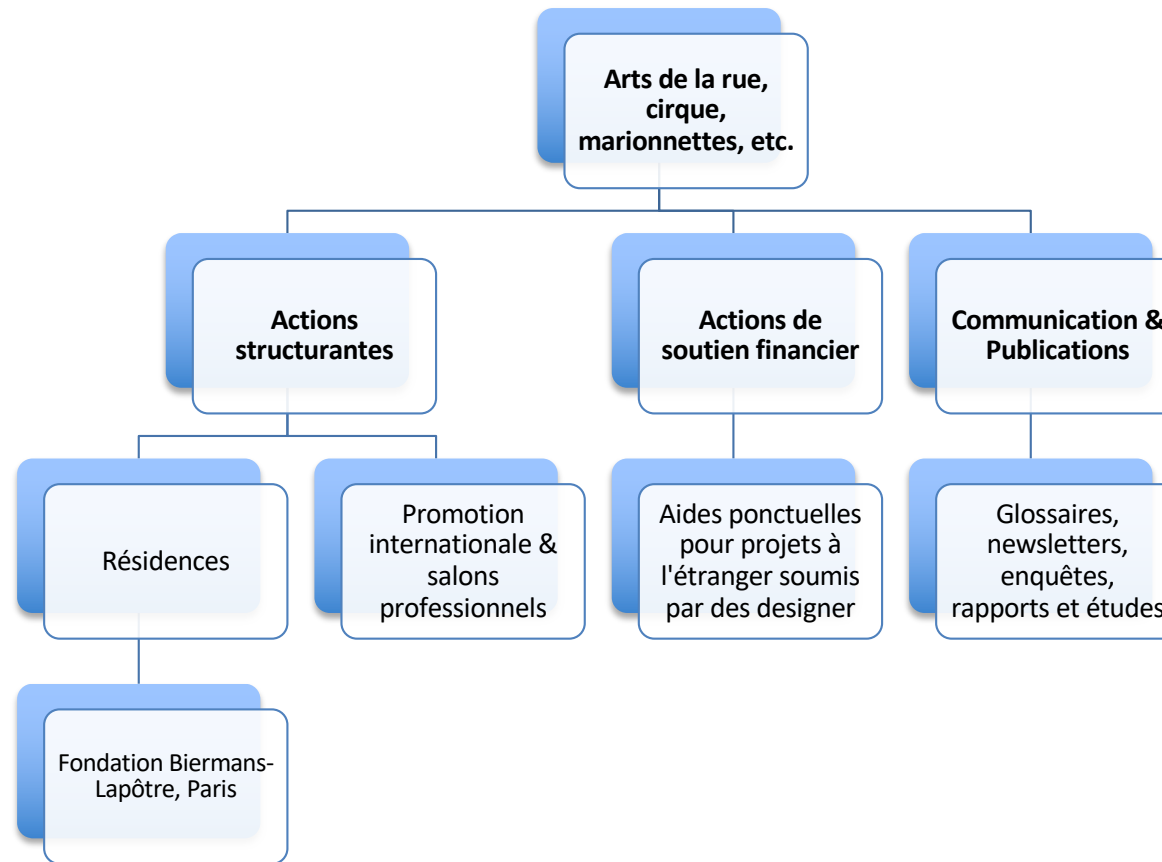 Arts de la rue,
cirque,
marionnettes, etc.
Actions
structurantes
Actions de
soutien financier
Communication &
Publications
Résidences
Promotion
internationale &
salons
professionnels
Aides ponctuelles
pour projets à
l'étranger soumis
par des designer
Glossaires,
newsletters,
enquêtes,
rapports et études
Fondation Biermans-
Lapôtre, Paris